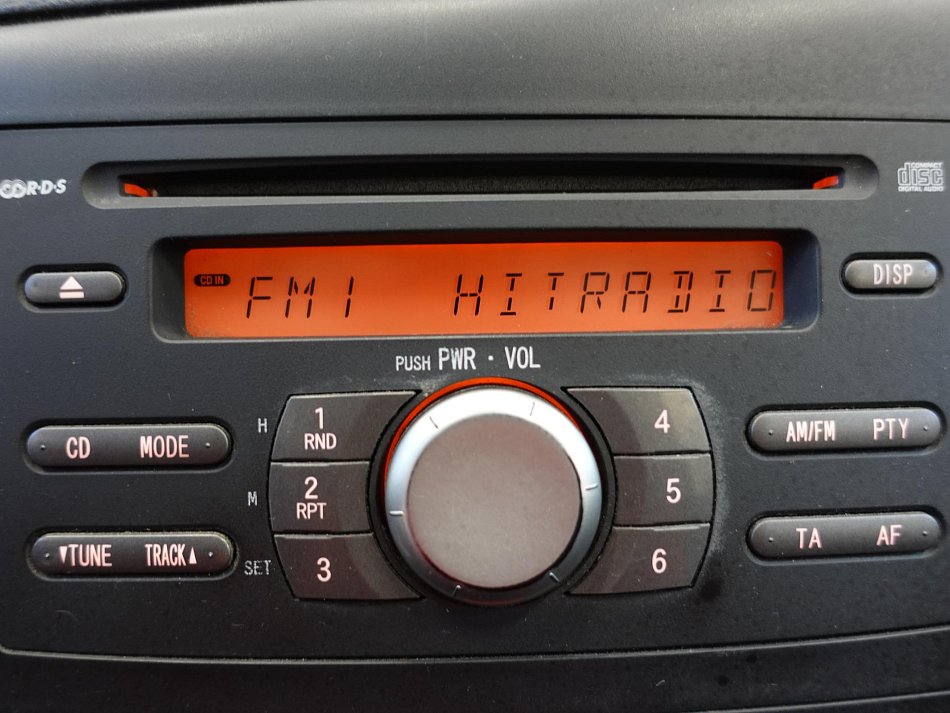 R·D·S
COMPACT
disc
DIGITAL AUDIO
CD IN
FM1 HITRADIO
DISP
PUSH PWR · VOL
H
1
RND
4
AM/FM PTY
CD MODE
M
2
RPT
5
▼TUNE TRACK▲
SET
3
6
TA AF